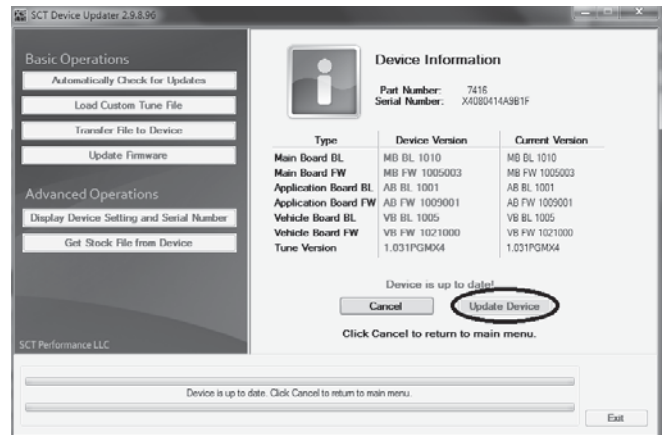 SCT Device Updater 2.9.8.96
Basic Operations
Automatically Check for Updates
Load Custom Tune File
Transfer File to Device
Update Firmware
Advanced Operations
Display Device Setting and Serial Number
Get Stock File from Device
SCT Performance LLC
Device Information
Part Number: 7416
Serial Number: X4080414A9B1F
Type Device Version Current Version
Main Board BL MB BL 1010 MB BL 1010
Main Board FW MB FW 1005003 MB FW 1005003
Application Board BL AB BL 1001 AB BL 1001
Application Board FW AB FW 1009001 AB FW 1009001
Vehicle Board BL VB BL 1005 VB BL 1005
Vehicle Board FW VB FW 1021000 VB FW 1021000
Tune Version 1.031PGMX4 1.031PGMX4
Device is up to date!
Cancel Update Device
Click Cancel to return to main menu.
Device is up to date. Click Cancel to return to main menu.
Exit